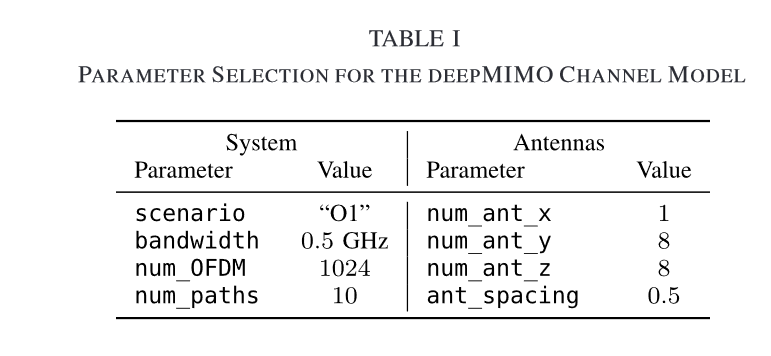 TABLE I
PARAMETER SELECTION FOR THE DEEPMIMO CHANNEL MODEL
System Antennas
Parameter Value Parameter Value
scenario “O1” num_ant_x 1
bandwidth 0.5 GHz num_ant_y 8
num_OFDM 1024 num_ant_z 8
num_paths 10 ant_spacing 0.5